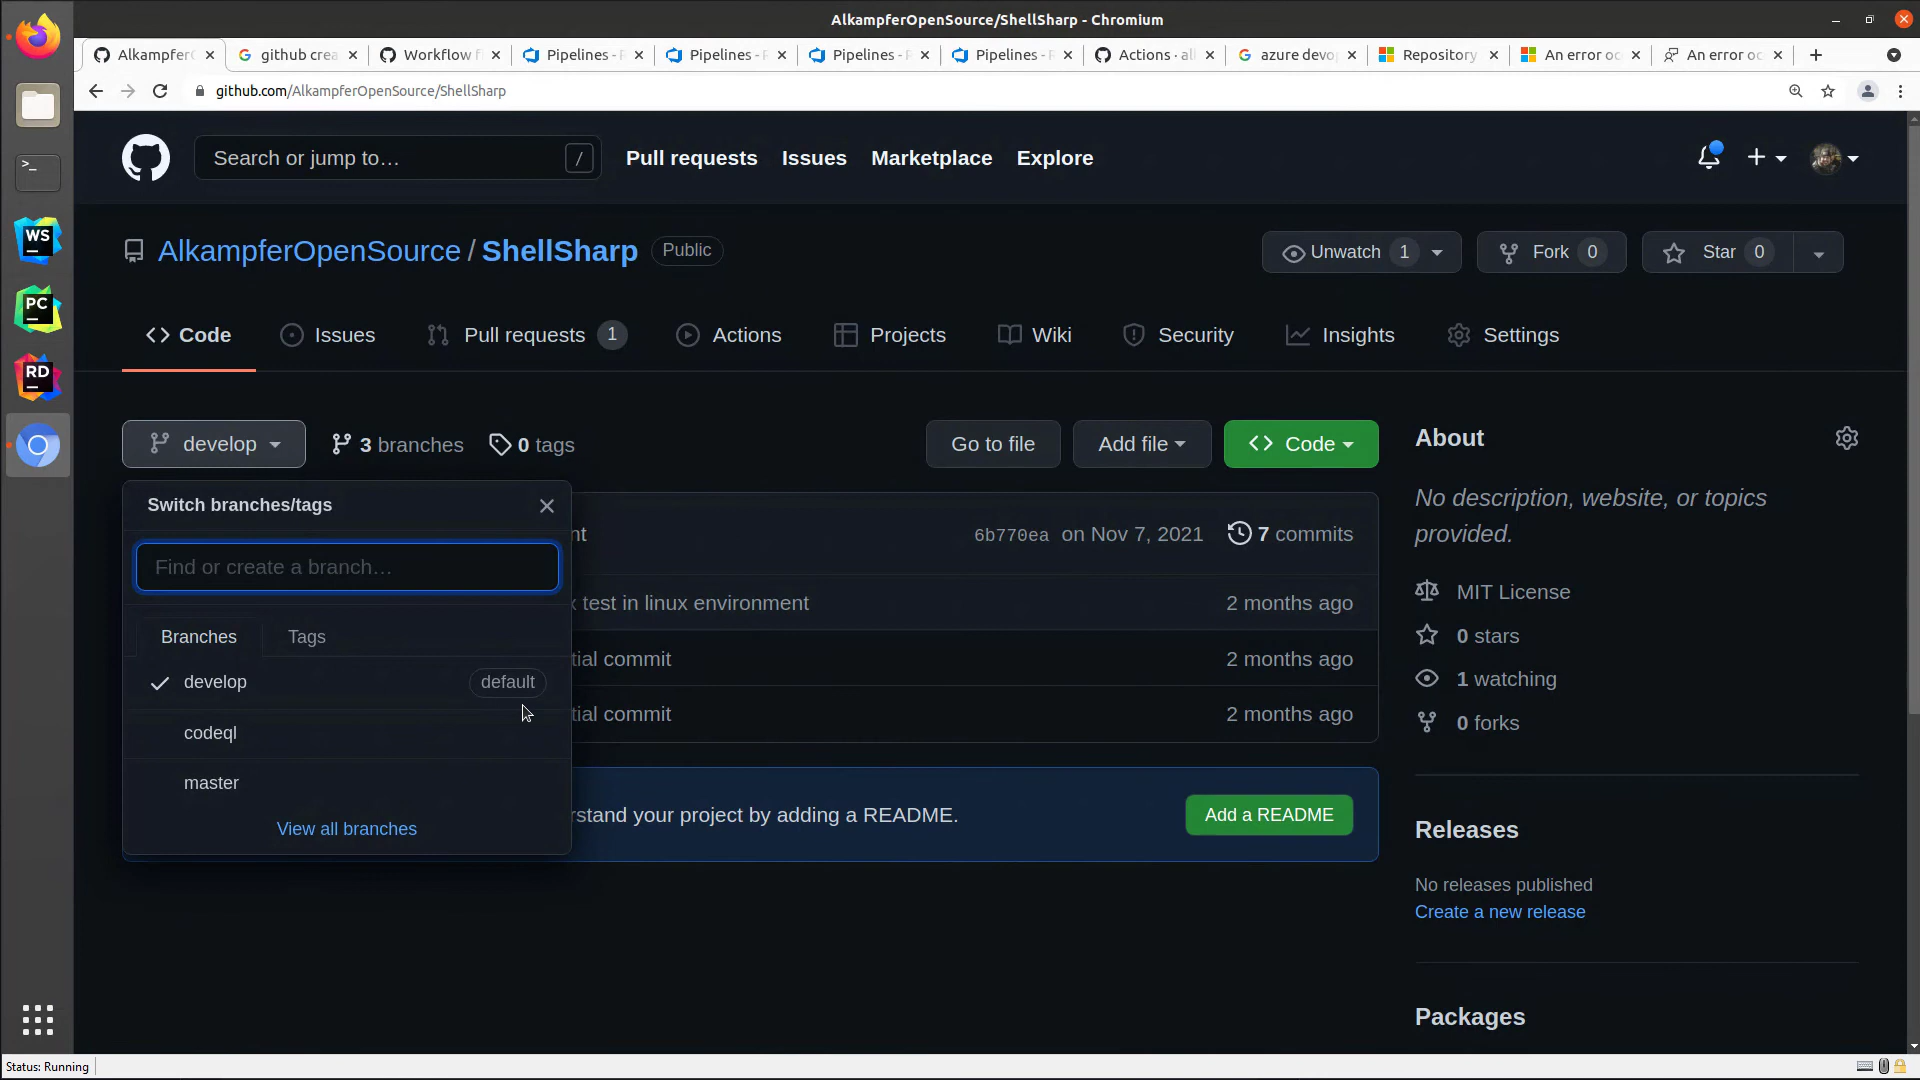 AlkampferOpenSource/ShellSharp - Chromium
Alkampfer
github crea
Workflow f
Pipelines - R
Pipelines - R
Pipelines - R
Pipelines - R
Actions · al
azure devo
Repository
An error oc
An error oc
github.com/AlkampferOpenSource/ShellSharp
Search or jump to…
/
Pull requests
Issues
Marketplace
Explore
WS
PC
RD
AlkampferOpenSource / ShellSharp
Public
Unwatch 1
Fork 0
Star 0
Code
Issues
Pull requests 1
Actions
Projects
Wiki
Security
Insights
Settings
develop
3 branches
0 tags
Go to file
Add file
Code
About
Switch branches/tags
Find or create a branch…
Branches
Tags
develop
default
codeql
master
View all branches
nt
6b770ea on Nov 7, 2021
7 commits
x test in linux environment
2 months ago
tial commit
2 months ago
tial commit
2 months ago
rstand your project by adding a README.
Add a README
No description, website, or topics
provided.
MIT License
0 stars
1 watching
0 forks
Releases
No releases published
Create a new release
Packages
Status: Running